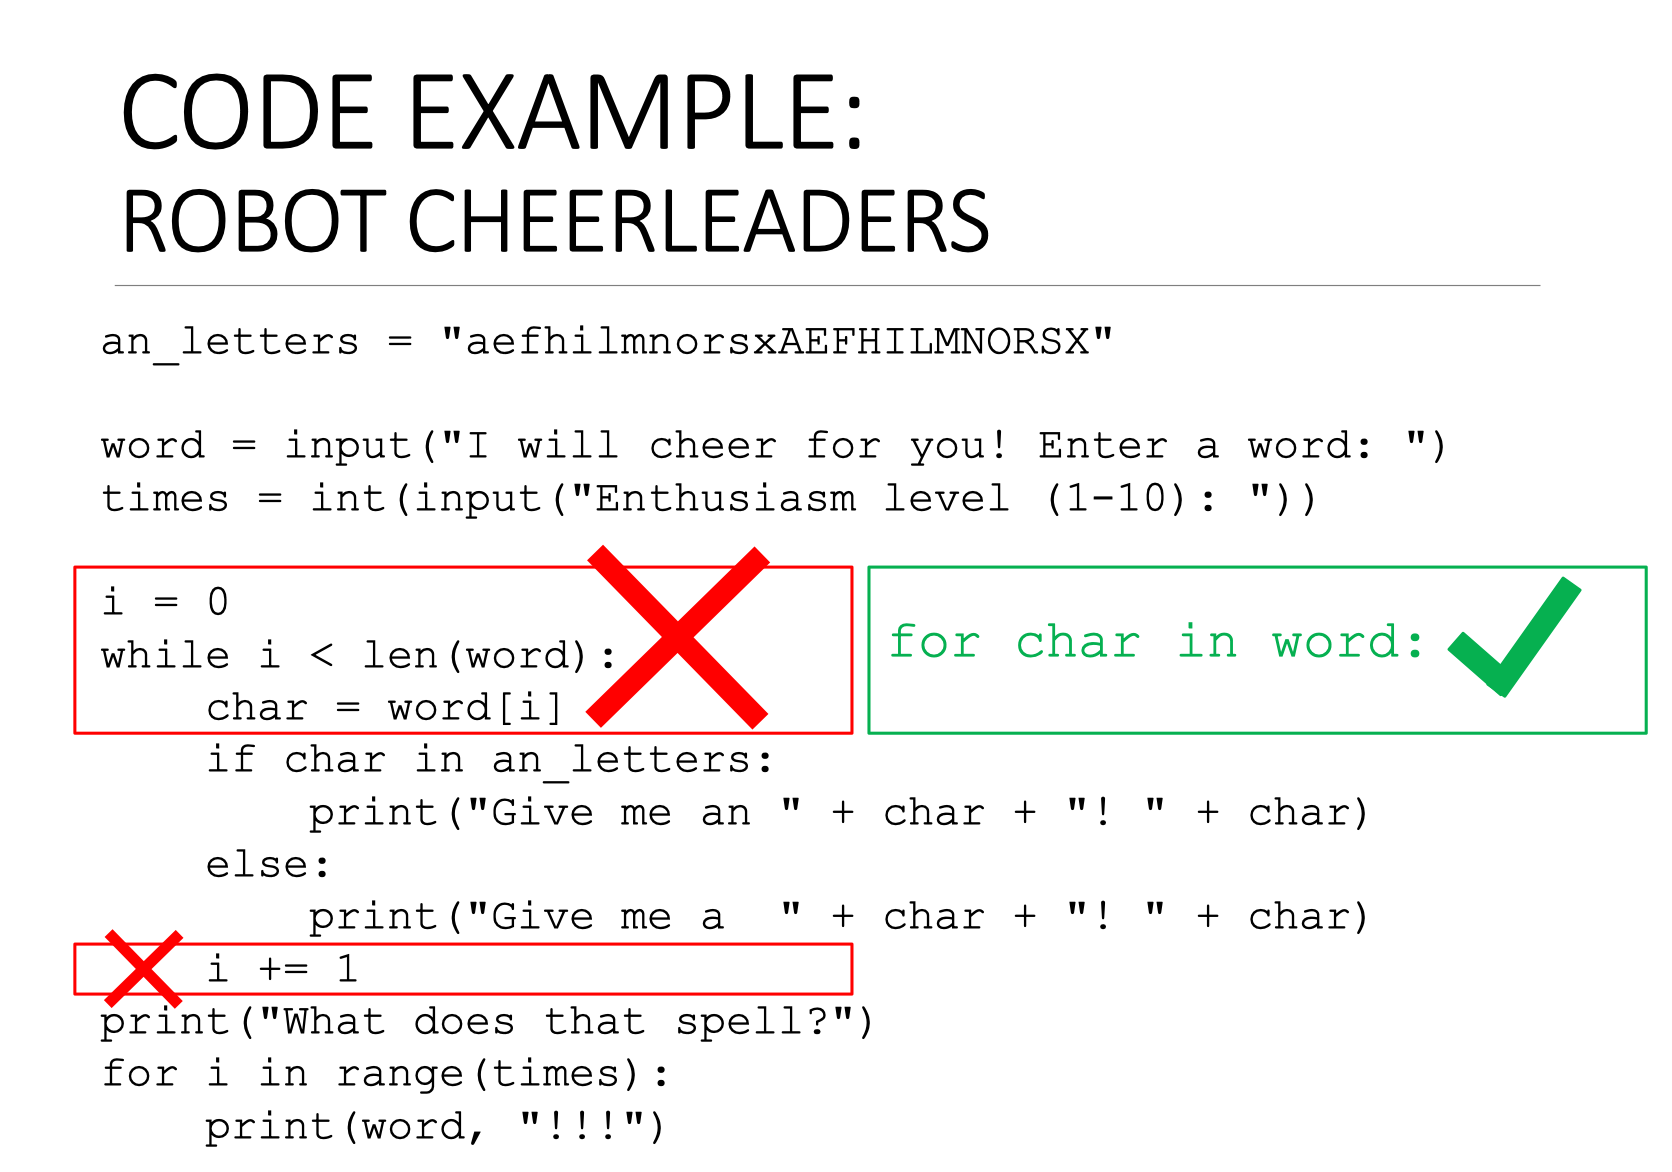 CODE EXAMPLE:
ROBOT CHEERLEADERS
an_letters = "aefhilmnorsxAEFHILMNORSX"
word = input("I will cheer for you! Enter a word: ")
times = int(input("Enthusiasm level (1-10): "))
i = 0
while i < len(word):
    char = word[i]
for char in word:
    if char in an_letters:
        print("Give me an " + char + "! " + char)
    else:
        print("Give me a  " + char + "! " + char)
    i += 1
print("What does that spell?")
for i in range(times):
    print(word, "!!!")